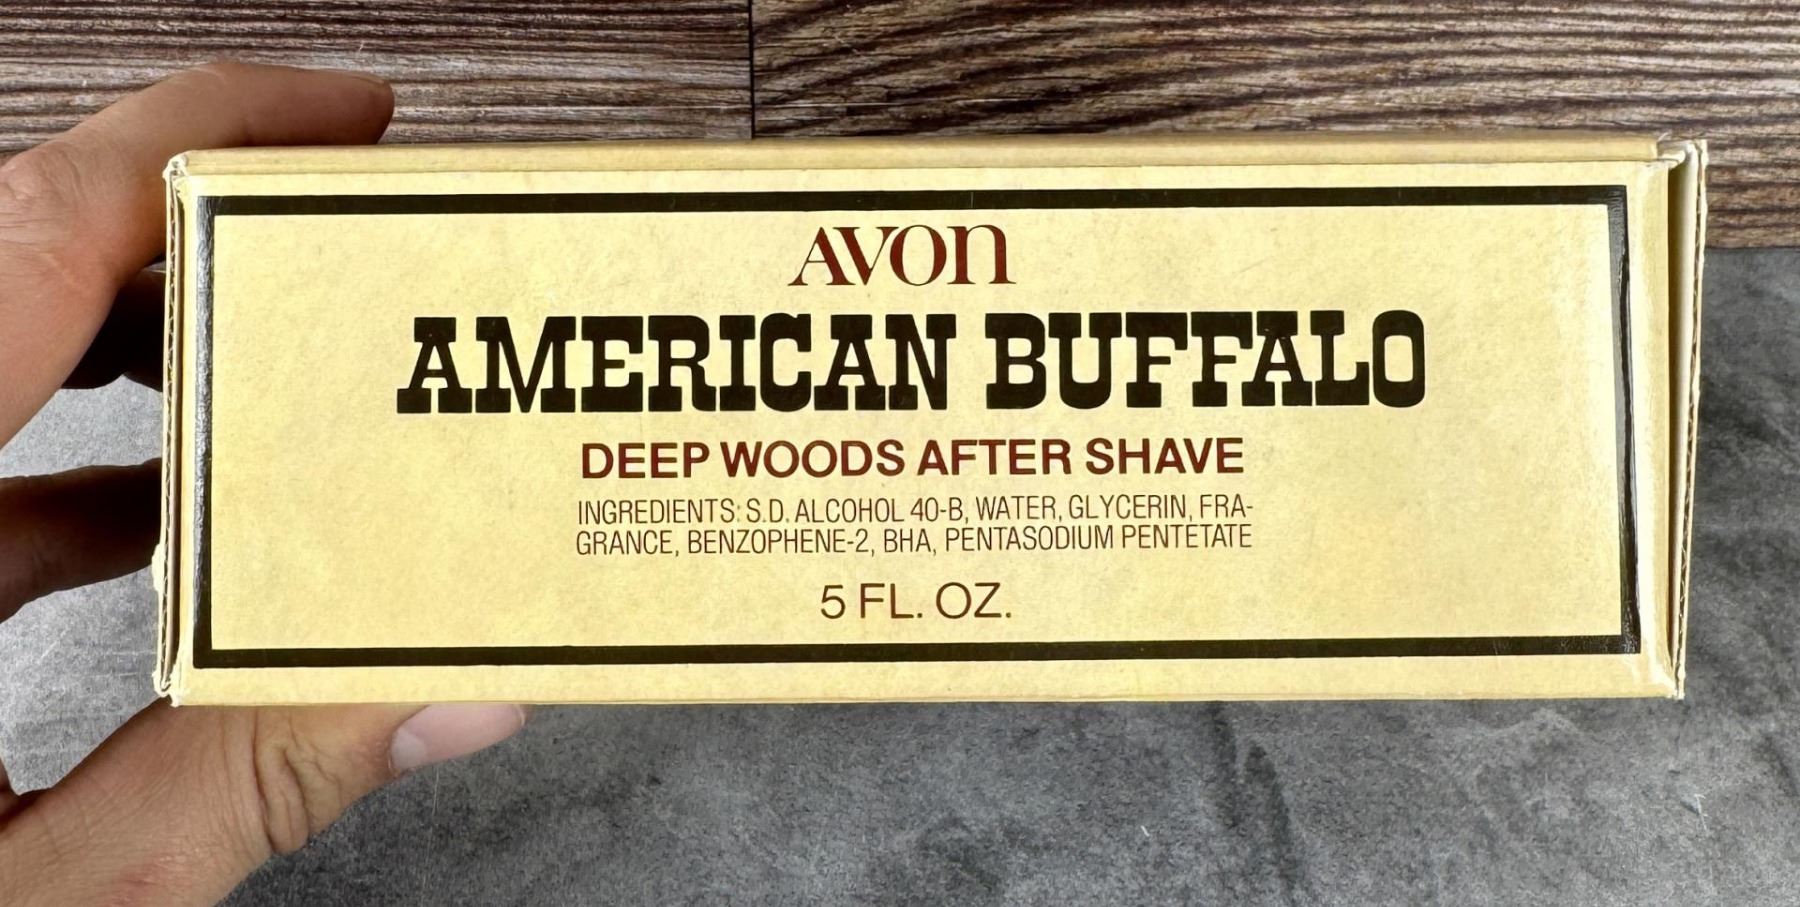 AVON
AMERICAN BUFFALO
DEEP WOODS AFTER SHAVE
INGREDIENTS: S.D. ALCOHOL 40-B, WATER, GLYCERIN, FRA-
GRANCE, BENZOPHENE-2, BHA, PENTASODIUM PENTETATE
5 FL. OZ.